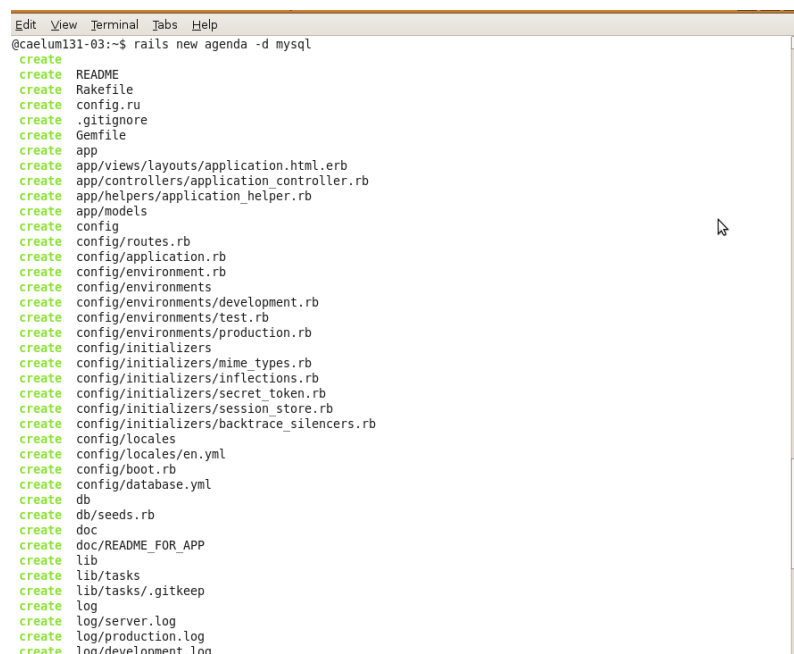 Edit View Terminal Tabs Help
@caelum131-03:~$ rails new agenda -d mysql
create
create README
create Rakefile
create config.ru
create .gitignore
create Gemfile
create app
create app/views/layouts/application.html.erb
create app/controllers/application_controller.rb
create app/helpers/application_helper.rb
create app/models
create config
create config/routes.rb
create config/application.rb
create config/environment.rb
create config/environments
create config/environments/development.rb
create config/environments/test.rb
create config/environments/production.rb
create config/initializers
create config/initializers/mime_types.rb
create config/initializers/inflections.rb
create config/initializers/secret_token.rb
create config/initializers/session_store.rb
create config/initializers/backtrace_silencers.rb
create config/locales
create config/locales/en.yml
create config/boot.rb
create config/database.yml
create db
create db/seeds.rb
create doc
create doc/README_FOR_APP
create lib
create lib/tasks
create lib/tasks/.gitkeep
create log
create log/server.log
create log/production.log
create log/development.log